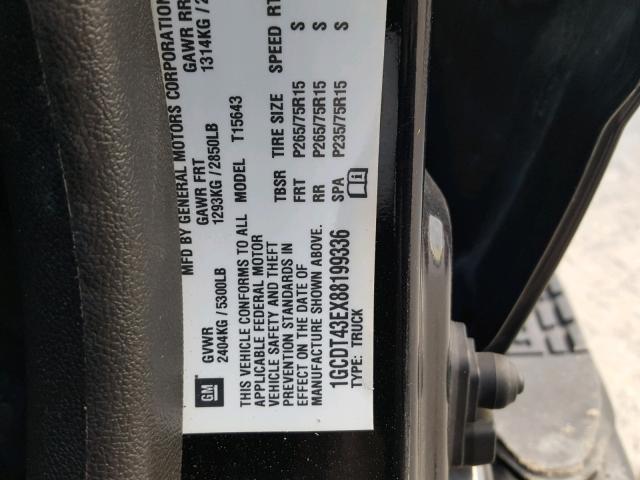 MFD BY GENERAL MOTORS CORPORATION
GVWR GAWR FRT GAWR RR
2404KG / 5300LB 1293KG / 2850LB 1314KG / 2
GM
THIS VEHICLE CONFORMS TO ALL MODEL T15643
APPLICABLE FEDERAL MOTOR
VEHICLE SAFETY AND THEFT
PREVENTION STANDARDS IN
EFFECT ON THE DATE OF
MANUFACTURE SHOWN ABOVE.
1GCDT43EX88199336
TYPE: TRUCK
TBSR TIRE SIZE SPEED RT
FRT P265/75R15 S
RR P265/75R15 S
SPA P235/75R15 S